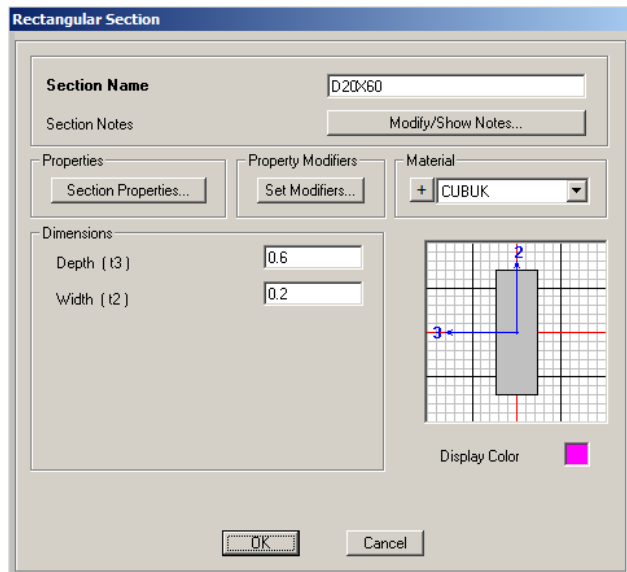 Rectangular Section
Section Name D20X60
Section Notes Modify/Show Notes...
Properties Property Modifiers Material
Section Properties... Set Modifiers... + CUBUK
Dimensions
Depth ( t3 ) 0.6
Width ( t2 ) 0.2
2
3
Display Color
OK Cancel